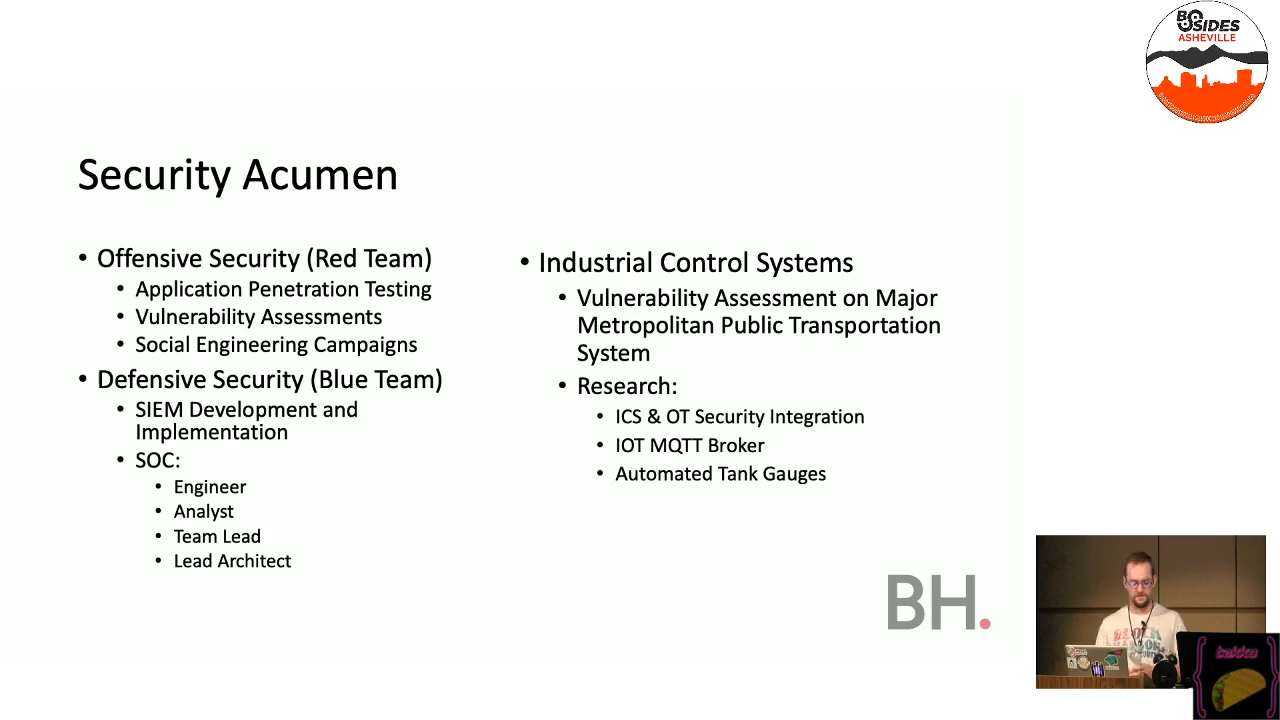 BSIDES
ASHEVILLE
Security Acumen
• Offensive Security (Red Team)
• Application Penetration Testing
• Vulnerability Assessments
• Social Engineering Campaigns
• Defensive Security (Blue Team)
• SIEM Development and
Implementation
• SOC:
• Engineer
• Analyst
• Team Lead
• Lead Architect
• Industrial Control Systems
• Vulnerability Assessment on Major
Metropolitan Public Transportation
System
• Research:
• ICS & OT Security Integration
• IOT MQTT Broker
• Automated Tank Gauges
BH.